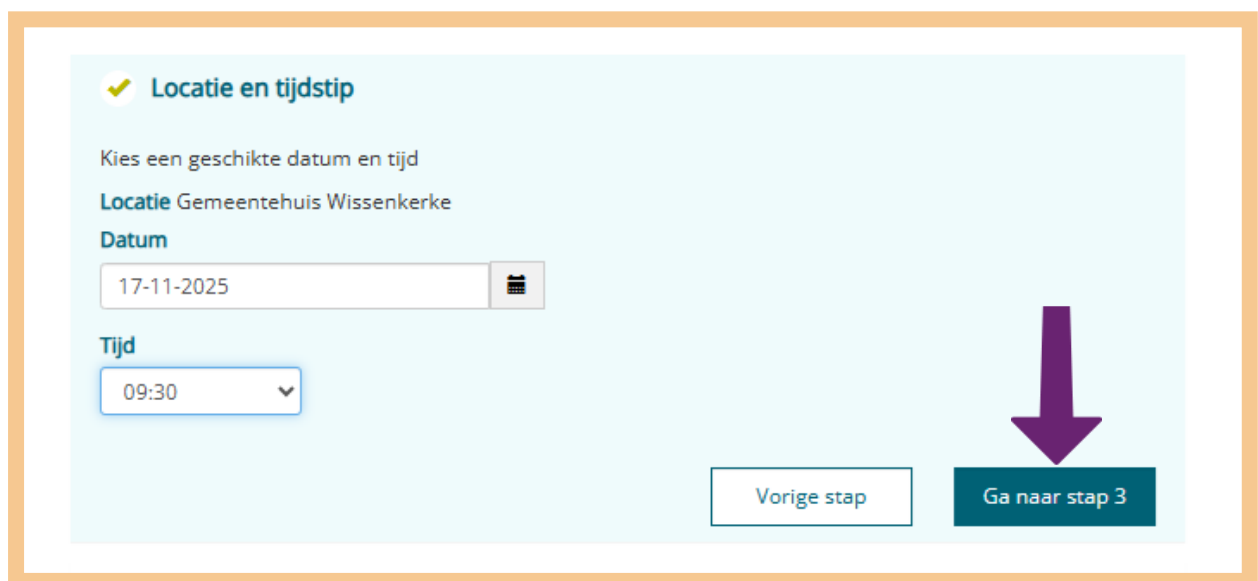 Locatie en tijdstip
Kies een geschikte datum en tijd
Locatie Gemeentehuis Wissenkerke
Datum
17-11-2025
Tijd
09:30
Vorige stap
Ga naar stap 3